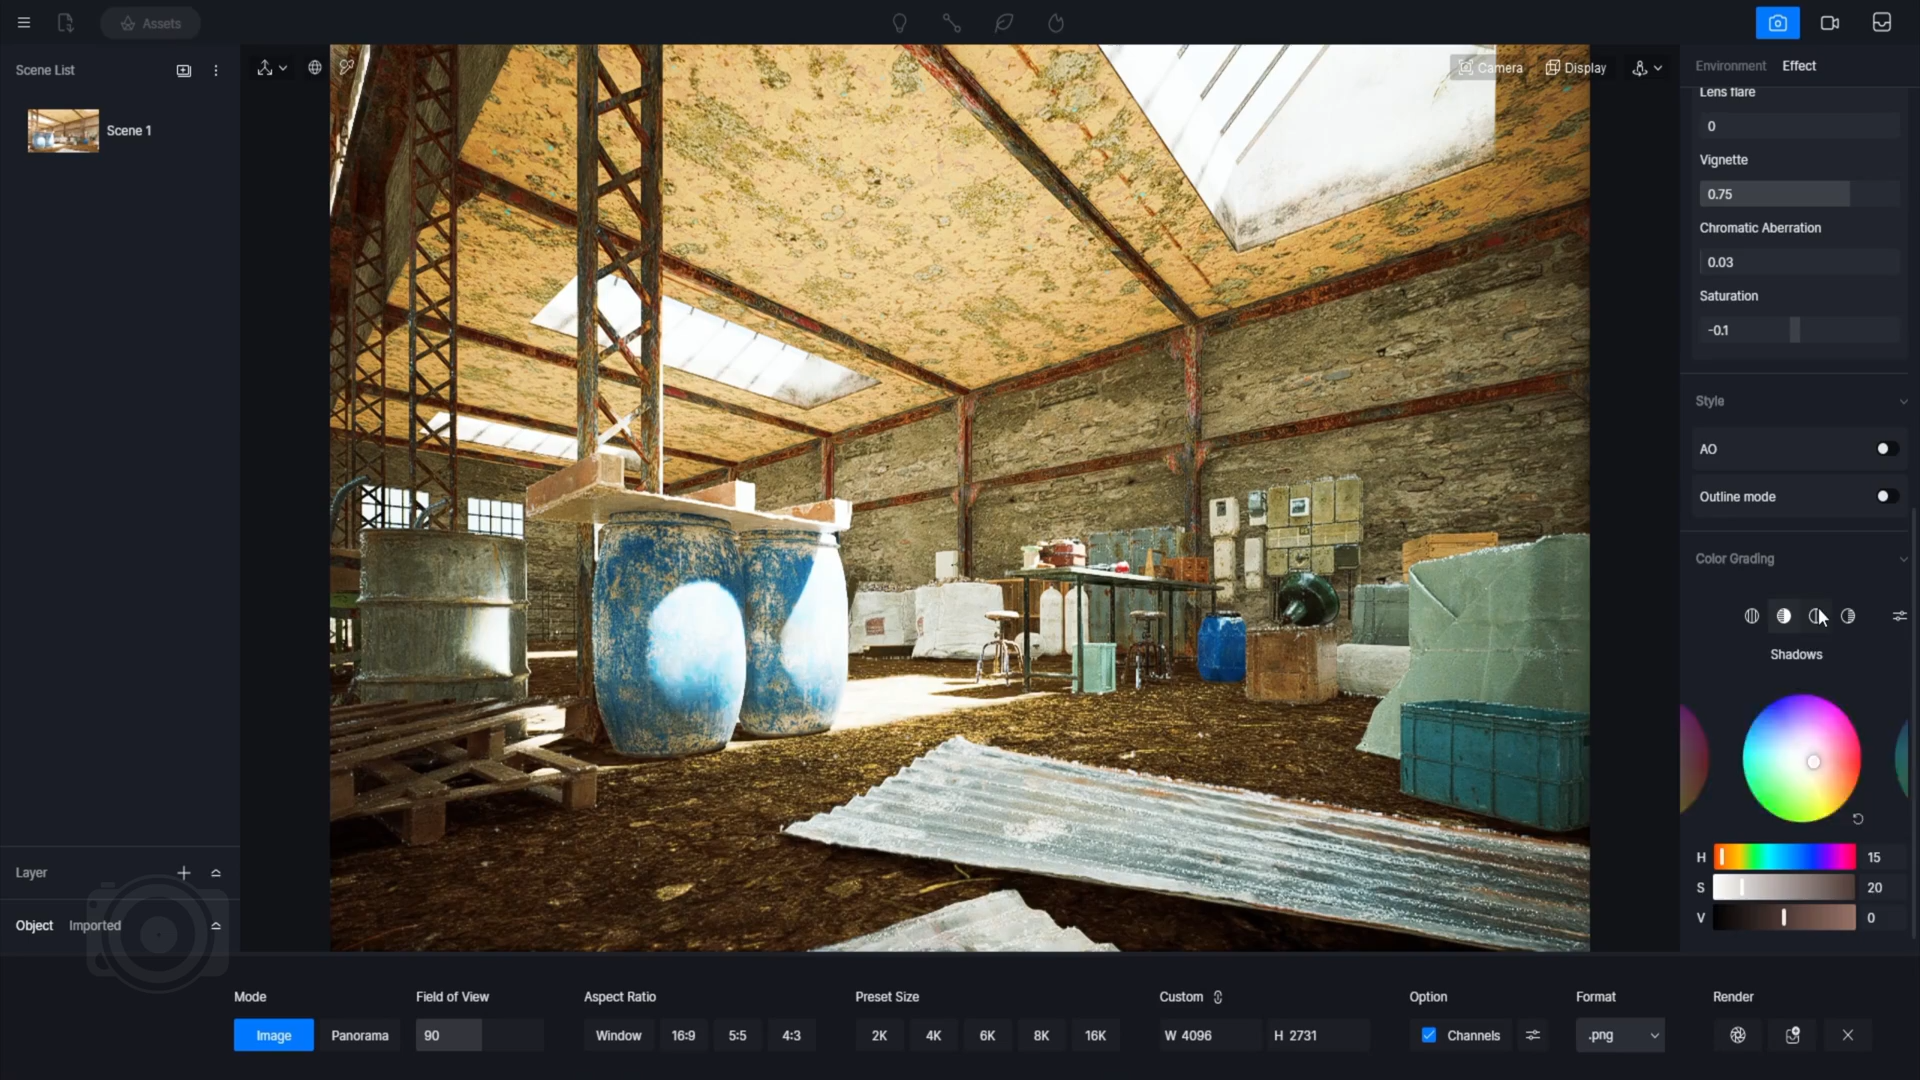 Assets
Scene List
Scene 1
Camera
Display
Environment
Effect
Lens flare
0
Vignette
0.75
Chromatic Aberration
0.03
Saturation
-0.1
Style
AO
Outline mode
Color Grading
Shadows
H 15
S 20
V 0
Layer
Object
Imported
Mode
Field of View
Aspect Ratio
Preset Size
Custom
Option
Format
Render
Image
Panorama
90
Window
16:9
5:5
4:3
2K
4K
6K
8K
16K
W 4096
H 2731
Channels
.png